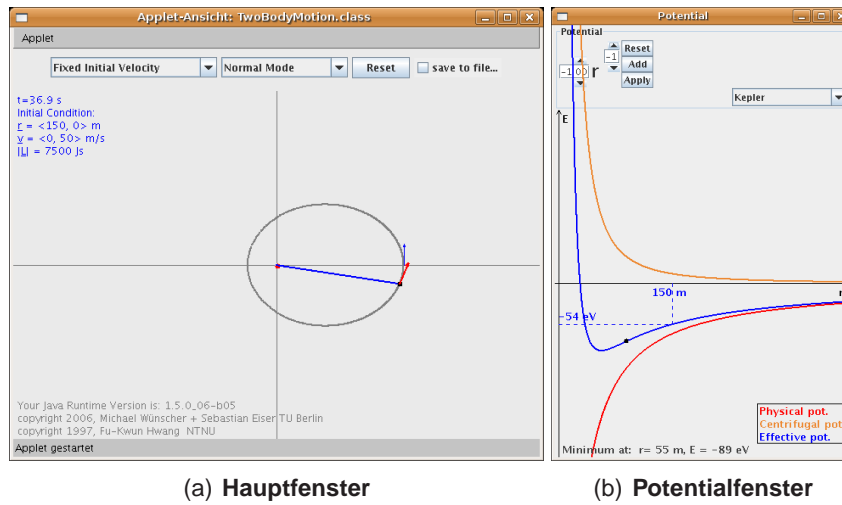 Applet-Ansicht: TwoBodyMotion.class
Applet
Fixed Initial Velocity Normal Mode Reset save to file...
t=36.9 s
Initial Condition:
r = <150, 0> m
v = <0, 50> m/s
|L| = 7500 Js
Your Java Runtime Version is: 1.5.0_06-b05
copyright 2006, Michael Wünscher + Sebastian Eiser TU Berlin
copyright 1997, Fu-Kwun Hwang NTNU
Applet gestartet
(a) Hauptfenster
Potential
Potential
-1.00 r -1 Reset
Add
Apply
Kepler
E
150 m r
-54 eV
Physical pot.
Centrifugal pot
Effective pot.
Minimum at: r= 55 m, E = -89 eV
(b) Potentialfenster